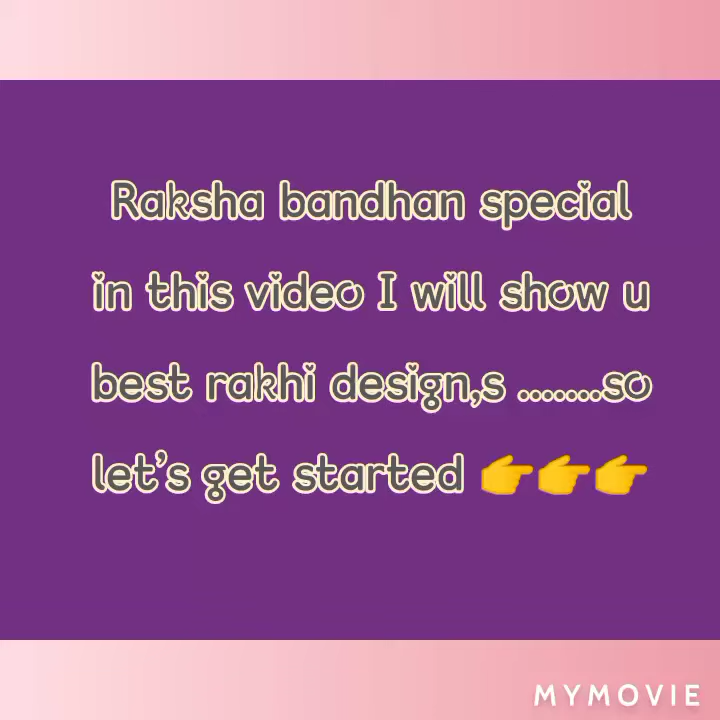 Raksha bandhan special
in this video I will show u
best rakhi design,s ........so
let's get started 👉👉👉
MYMOVIE